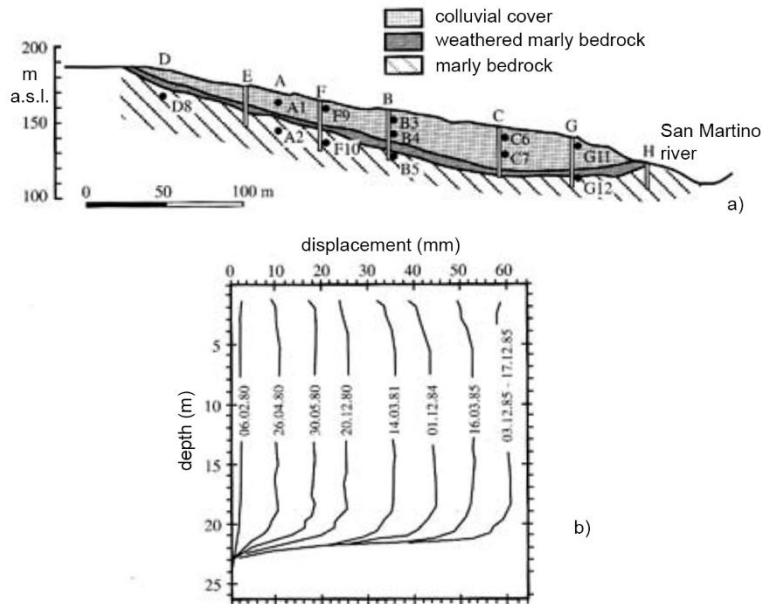 colluvial cover
weathered marly bedrock
marly bedrock
200
m
a.s.l.
150
100
D
E
A
F
B
C
G
H
San Martino
river
D8
A1
A2
F9
F10
B3
B4
B5
C6
C7
G11
G12
0 50 100 m
a)
displacement (mm)
0 10 20 30 40 50 60
depth (m)
5
10
15
20
25
06.02.80
26.04.80
30.05.80
20.12.80
14.03.81
01.12.84
16.03.85
03.12.85 - 17.12.85
b)